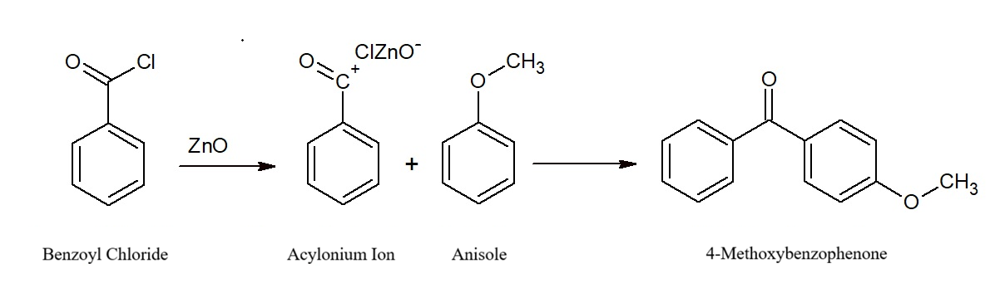 O Cl
O C + ClZnO-
O CH3
O
ZnO
+
O CH3
Benzoyl Chloride
Acylonium Ion
Anisole
4-Methoxybenzophenone